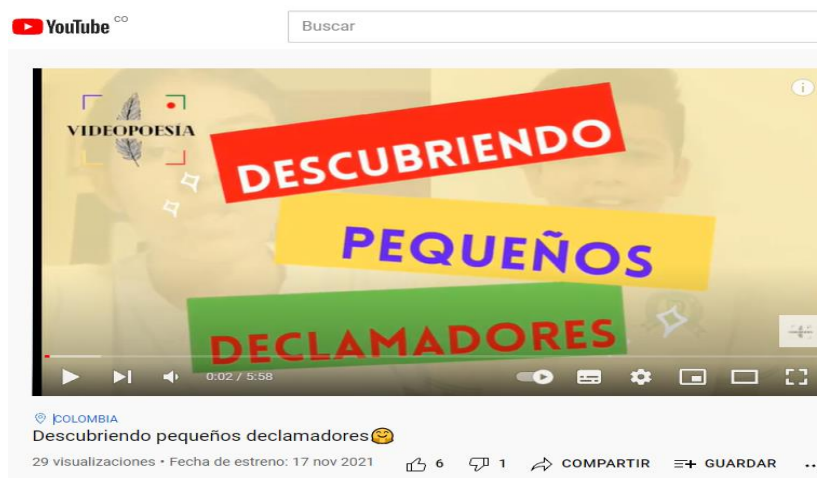 YouTube CO
Buscar
VIDEOPOESÍA
DESCUBRIENDO
PEQUEÑOS
DECLAMADORES
0:02 / 5:58
COLOMBIA
Descubriendo pequeños declamadores🤗
29 visualizaciones • Fecha de estreno: 17 nov 2021 6 1 COMPARTIR GUARDAR ...